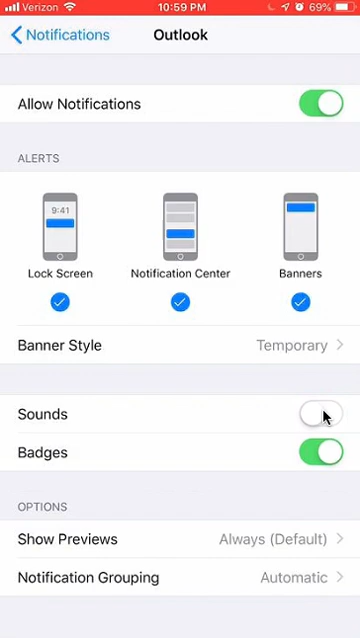 Verizon 10:59 PM 69%
Notifications Outlook
Allow Notifications
ALERTS
9:41
Lock Screen Notification Center Banners
Banner Style Temporary
Sounds
Badges
OPTIONS
Show Previews Always (Default)
Notification Grouping Automatic